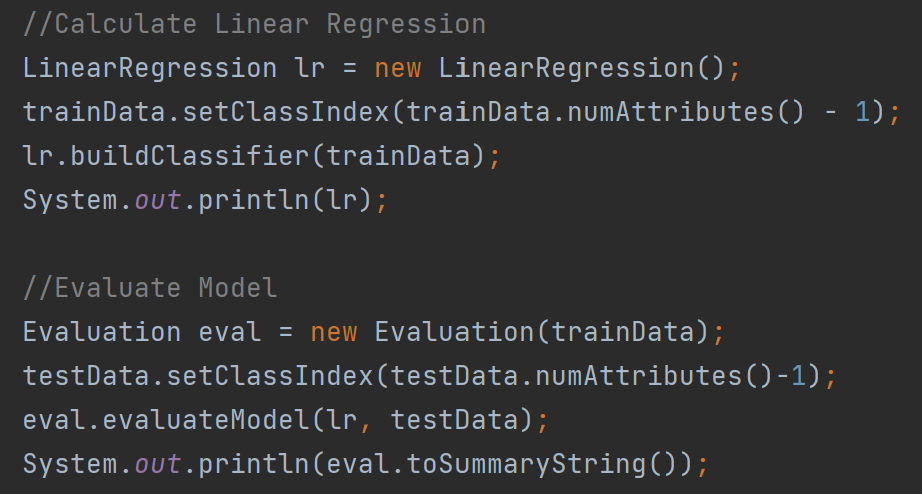 //Calculate Linear Regression
LinearRegression lr = new LinearRegression();
trainData.setClassIndex(trainData.numAttributes() - 1);
lr.buildClassifier(trainData);
System.out.println(lr);
//Evaluate Model
Evaluation eval = new Evaluation(trainData);
testData.setClassIndex(testData.numAttributes()-1);
eval.evaluateModel(lr, testData);
System.out.println(eval.toSummaryString());